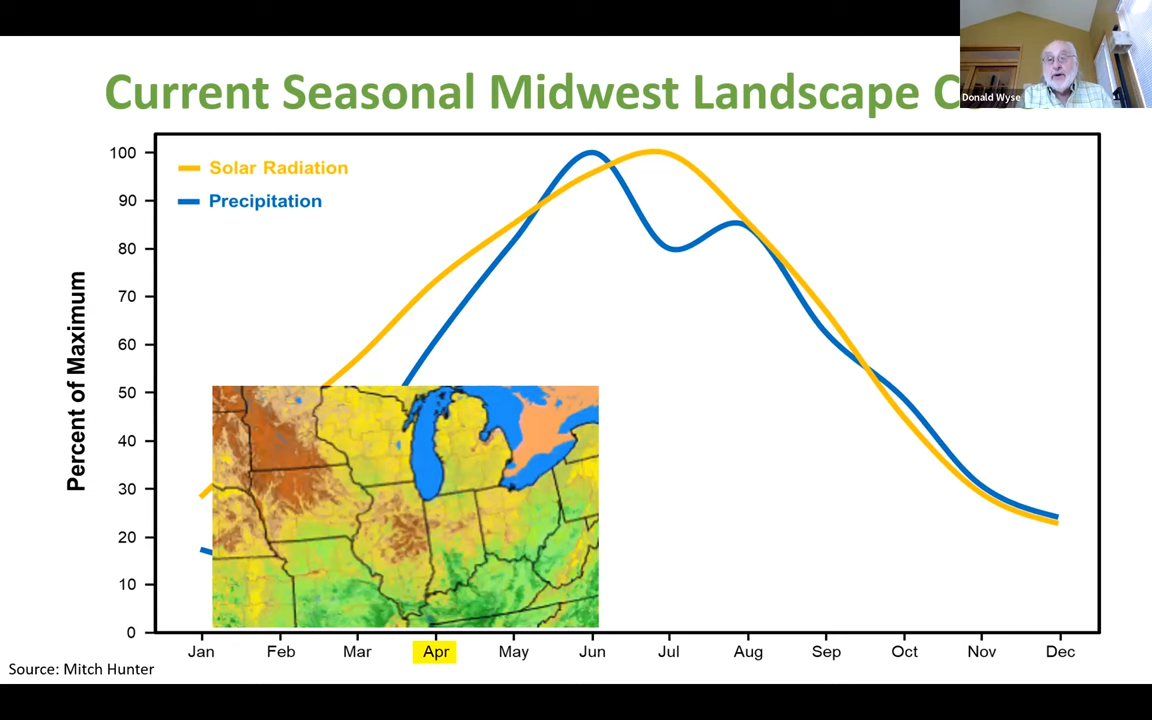 Current Seasonal Midwest Landscape
Donald Wyse
Solar Radiation
Precipitation
Percent of Maximum
100
90
80
70
60
50
40
30
20
10
0
Jan Feb Mar Apr May Jun Jul Aug Sep Oct Nov Dec
Source: Mitch Hunter